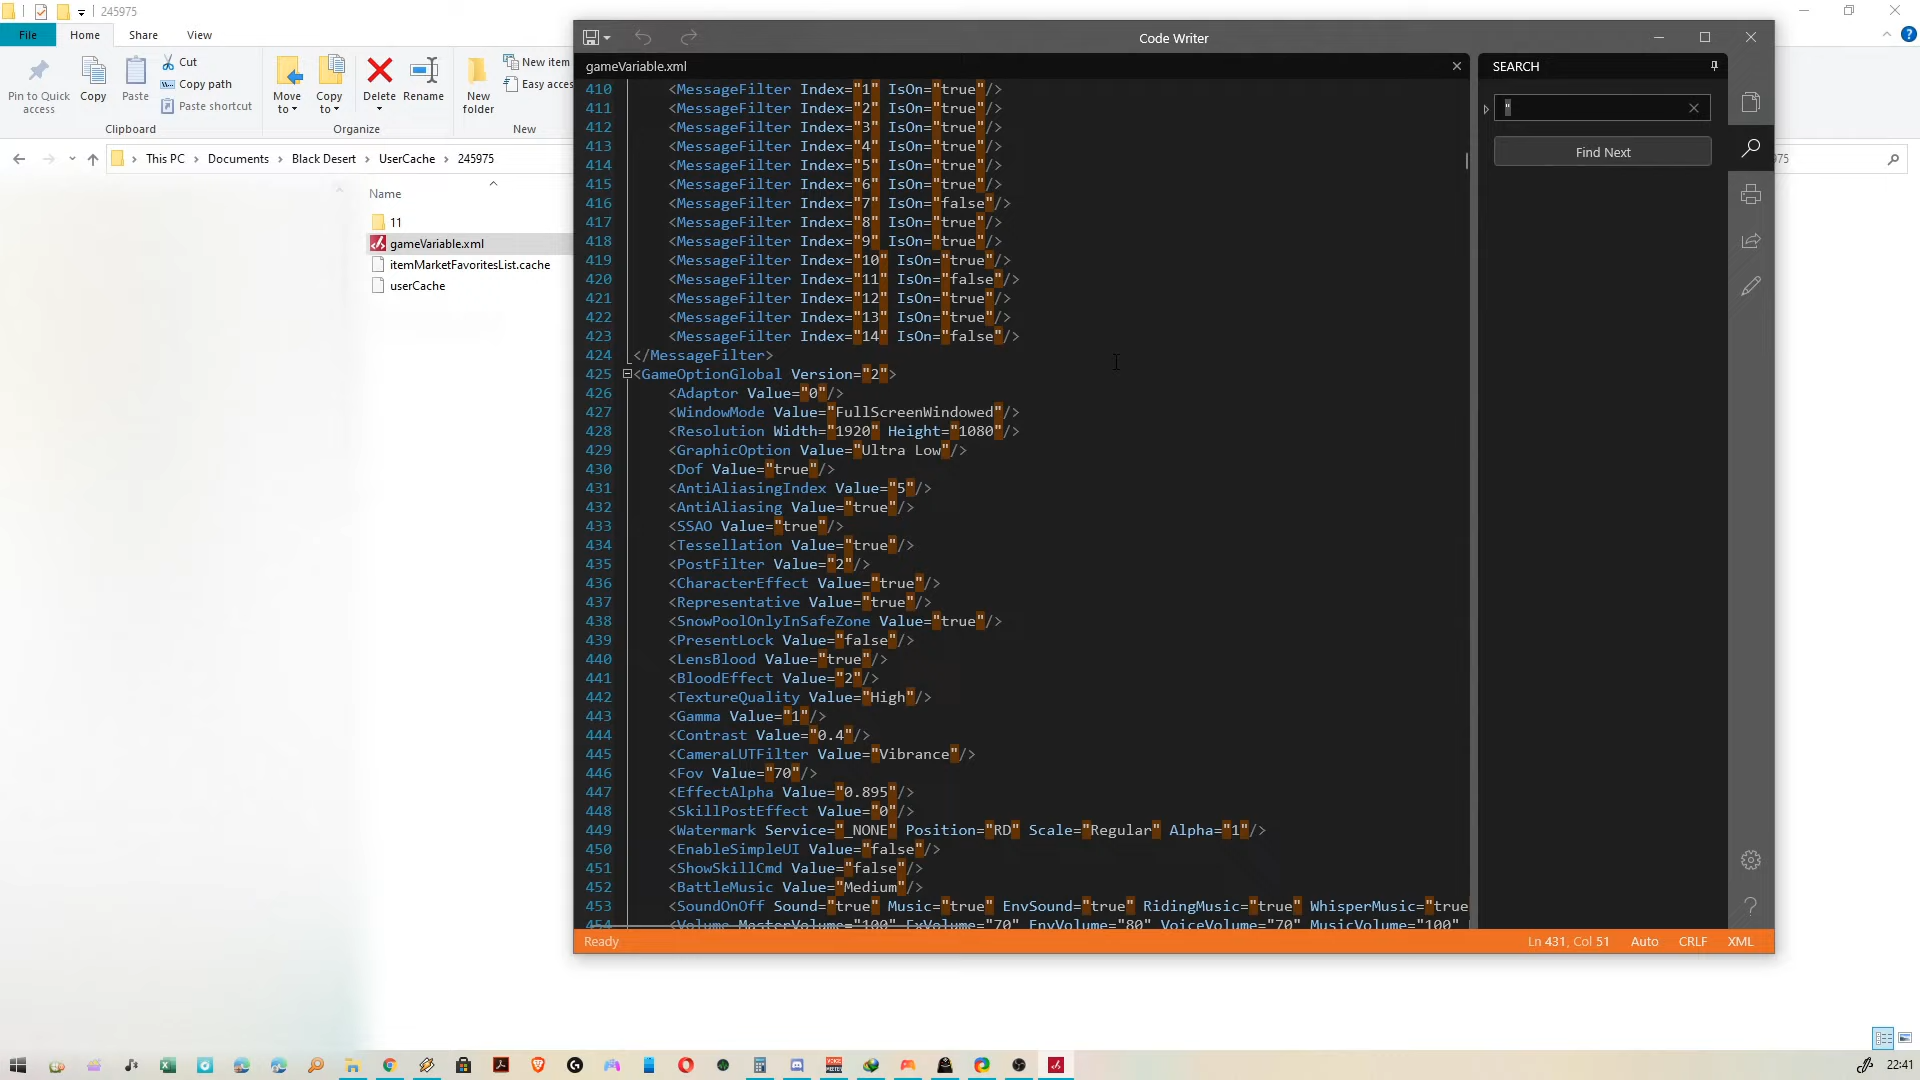 245975
File
Home
Share
View
Pin to Quick access
Copy
Paste
Cut
Copy path
Paste shortcut
Clipboard
Move to
Copy to
Delete
Rename
Organize
New folder
New item
Easy acces
New
This PC
Documents
Black Desert
UserCache
245975
Name
11
gameVariable.xml
itemMarketFavoritesList.cache
userCache
Code Writer
gameVariable.xml
410 <MessageFilter Index="1" IsOn="true"/>
411 <MessageFilter Index="2" IsOn="true"/>
412 <MessageFilter Index="3" IsOn="true"/>
413 <MessageFilter Index="4" IsOn="true"/>
414 <MessageFilter Index="5" IsOn="true"/>
415 <MessageFilter Index="6" IsOn="true"/>
416 <MessageFilter Index="7" IsOn="false"/>
417 <MessageFilter Index="8" IsOn="true"/>
418 <MessageFilter Index="9" IsOn="true"/>
419 <MessageFilter Index="10" IsOn="true"/>
420 <MessageFilter Index="11" IsOn="false"/>
421 <MessageFilter Index="12" IsOn="true"/>
422 <MessageFilter Index="13" IsOn="true"/>
423 <MessageFilter Index="14" IsOn="false"/>
424 </MessageFilter>
425 <GameOptionGlobal Version="2">
426 <Adaptor Value="0"/>
427 <WindowMode Value="FullScreenWindowed"/>
428 <Resolution Width="1920" Height="1080"/>
429 <GraphicOption Value="Ultra Low"/>
430 <Dof Value="true"/>
431 <AntiAliasingIndex Value="5"/>
432 <AntiAliasing Value="true"/>
433 <SSAO Value="true"/>
434 <Tessellation Value="true"/>
435 <PostFilter Value="2"/>
436 <CharacterEffect Value="true"/>
437 <Representative Value="true"/>
438 <SnowPoolOnlyInSafeZone Value="true"/>
439 <PresentLock Value="false"/>
440 <LensBlood Value="true"/>
441 <BloodEffect Value="2"/>
442 <TextureQuality Value="High"/>
443 <Gamma Value="1"/>
444 <Contrast Value="0.4"/>
445 <CameraLUTFilter Value="Vibrance"/>
446 <Fov Value="70"/>
447 <EffectAlpha Value="0.895"/>
448 <SkillPostEffect Value="0"/>
449 <Watermark Service="_NONE" Position="RD" Scale="Regular" Alpha="1"/>
450 <EnableSimpleUI Value="false"/>
451 <ShowSkillCmd Value="false"/>
452 <BattleMusic Value="Medium"/>
453 <SoundOnOff Sound="true" Music="true" EnvSound="true" RidingMusic="true" WhisperMusic="true
454 <Volume MasterVolume="100" FxVolume="70" EnvVolume="80" VoiceVolume="70" MusicVolume="100"
SEARCH
"
Find Next
975
Ready
Ln 431, Col 51
Auto
CRLF
XML
22:41